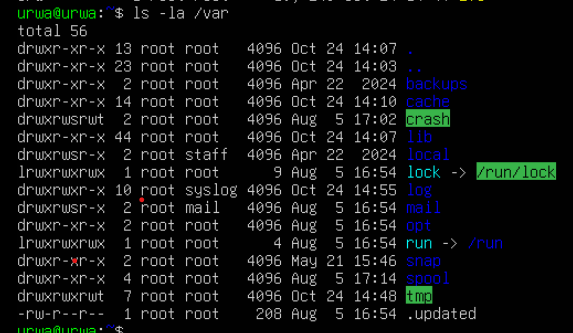 urwa@urwa:~$ ls -la /var
total 56
drwxr-xr-x 13 root root   4096 Oct 24 14:07 .
drwxr-xr-x 23 root root   4096 Oct 24 14:03 ..
drwxr-xr-x  2 root root   4096 Apr 22  2024 backups
drwxr-xr-x 14 root root   4096 Oct 24 14:10 cache
drwxrwsrwt  2 root root   4096 Aug  5 17:02 crash
drwxr-xr-x 44 root root   4096 Oct 24 14:07 lib
drwxrwsr-x  2 root staff  4096 Apr 22  2024 local
lrwxrwxrwx  1 root root      9 Aug  5 16:54 lock -> /run/lock
drwxrwxr-x 10 root syslog 4096 Oct 24 14:55 log
drwxrwsr-x  2 root mail   4096 Aug  5 16:54 mail
drwxr-xr-x  2 root root   4096 Aug  5 16:54 opt
lrwxrwxrwx  1 root root      4 Aug  5 16:54 run -> /run
drwxr-xr-x  2 root root   4096 May 21 15:46 snap
drwxr-xr-x  4 root root   4096 Aug  5 17:14 spool
drwxrwxrwt  7 root root   4096 Oct 24 14:48 tmp
-rw-r--r--  1 root root    208 Aug  5 16:54 .updated
urwa@urwa:~$